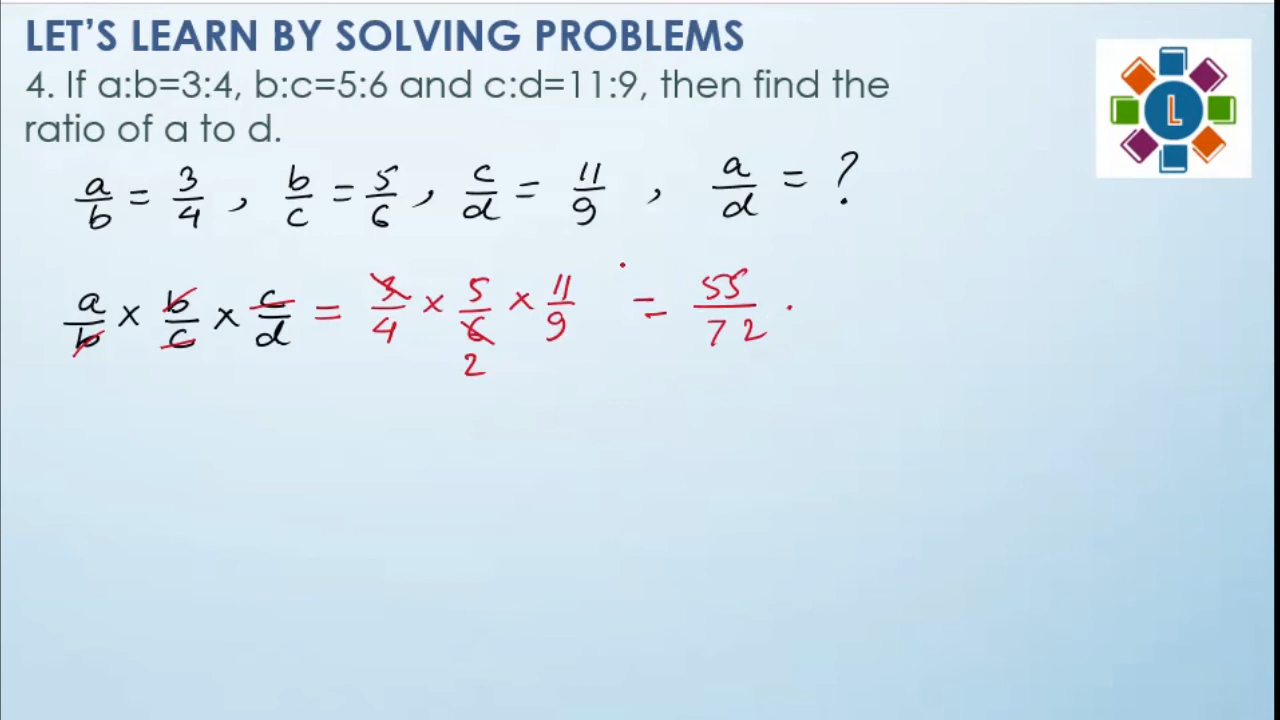 LET'S LEARN BY SOLVING PROBLEMS
4. If a:b=3:4, b:c=5:6 and c:d=11:9, then find the
ratio of a to d.
a/b = 3/4 , b/c = 5/6 , c/d = 11/9 , a/d = ?
a/b × b/c × c/d = 3/4 × 5/6 × 11/9 = 55/72 .
2
L